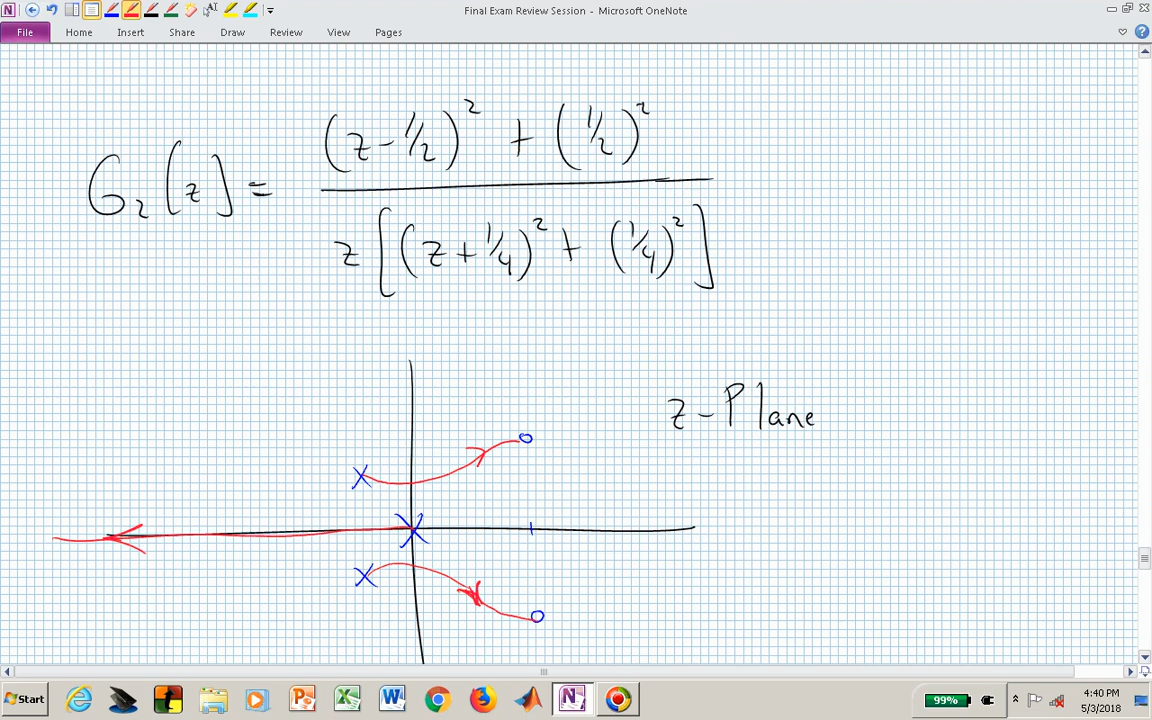 Final Exam Review Session - Microsoft OneNote
File Home Insert Share Draw Review View Pages
(z-1/2)² + (1/2)²
G₂[z] =
z[(z+1/4)² + (1/4)²]
z-Plane
Start
99%
4:40 PM
5/3/2018